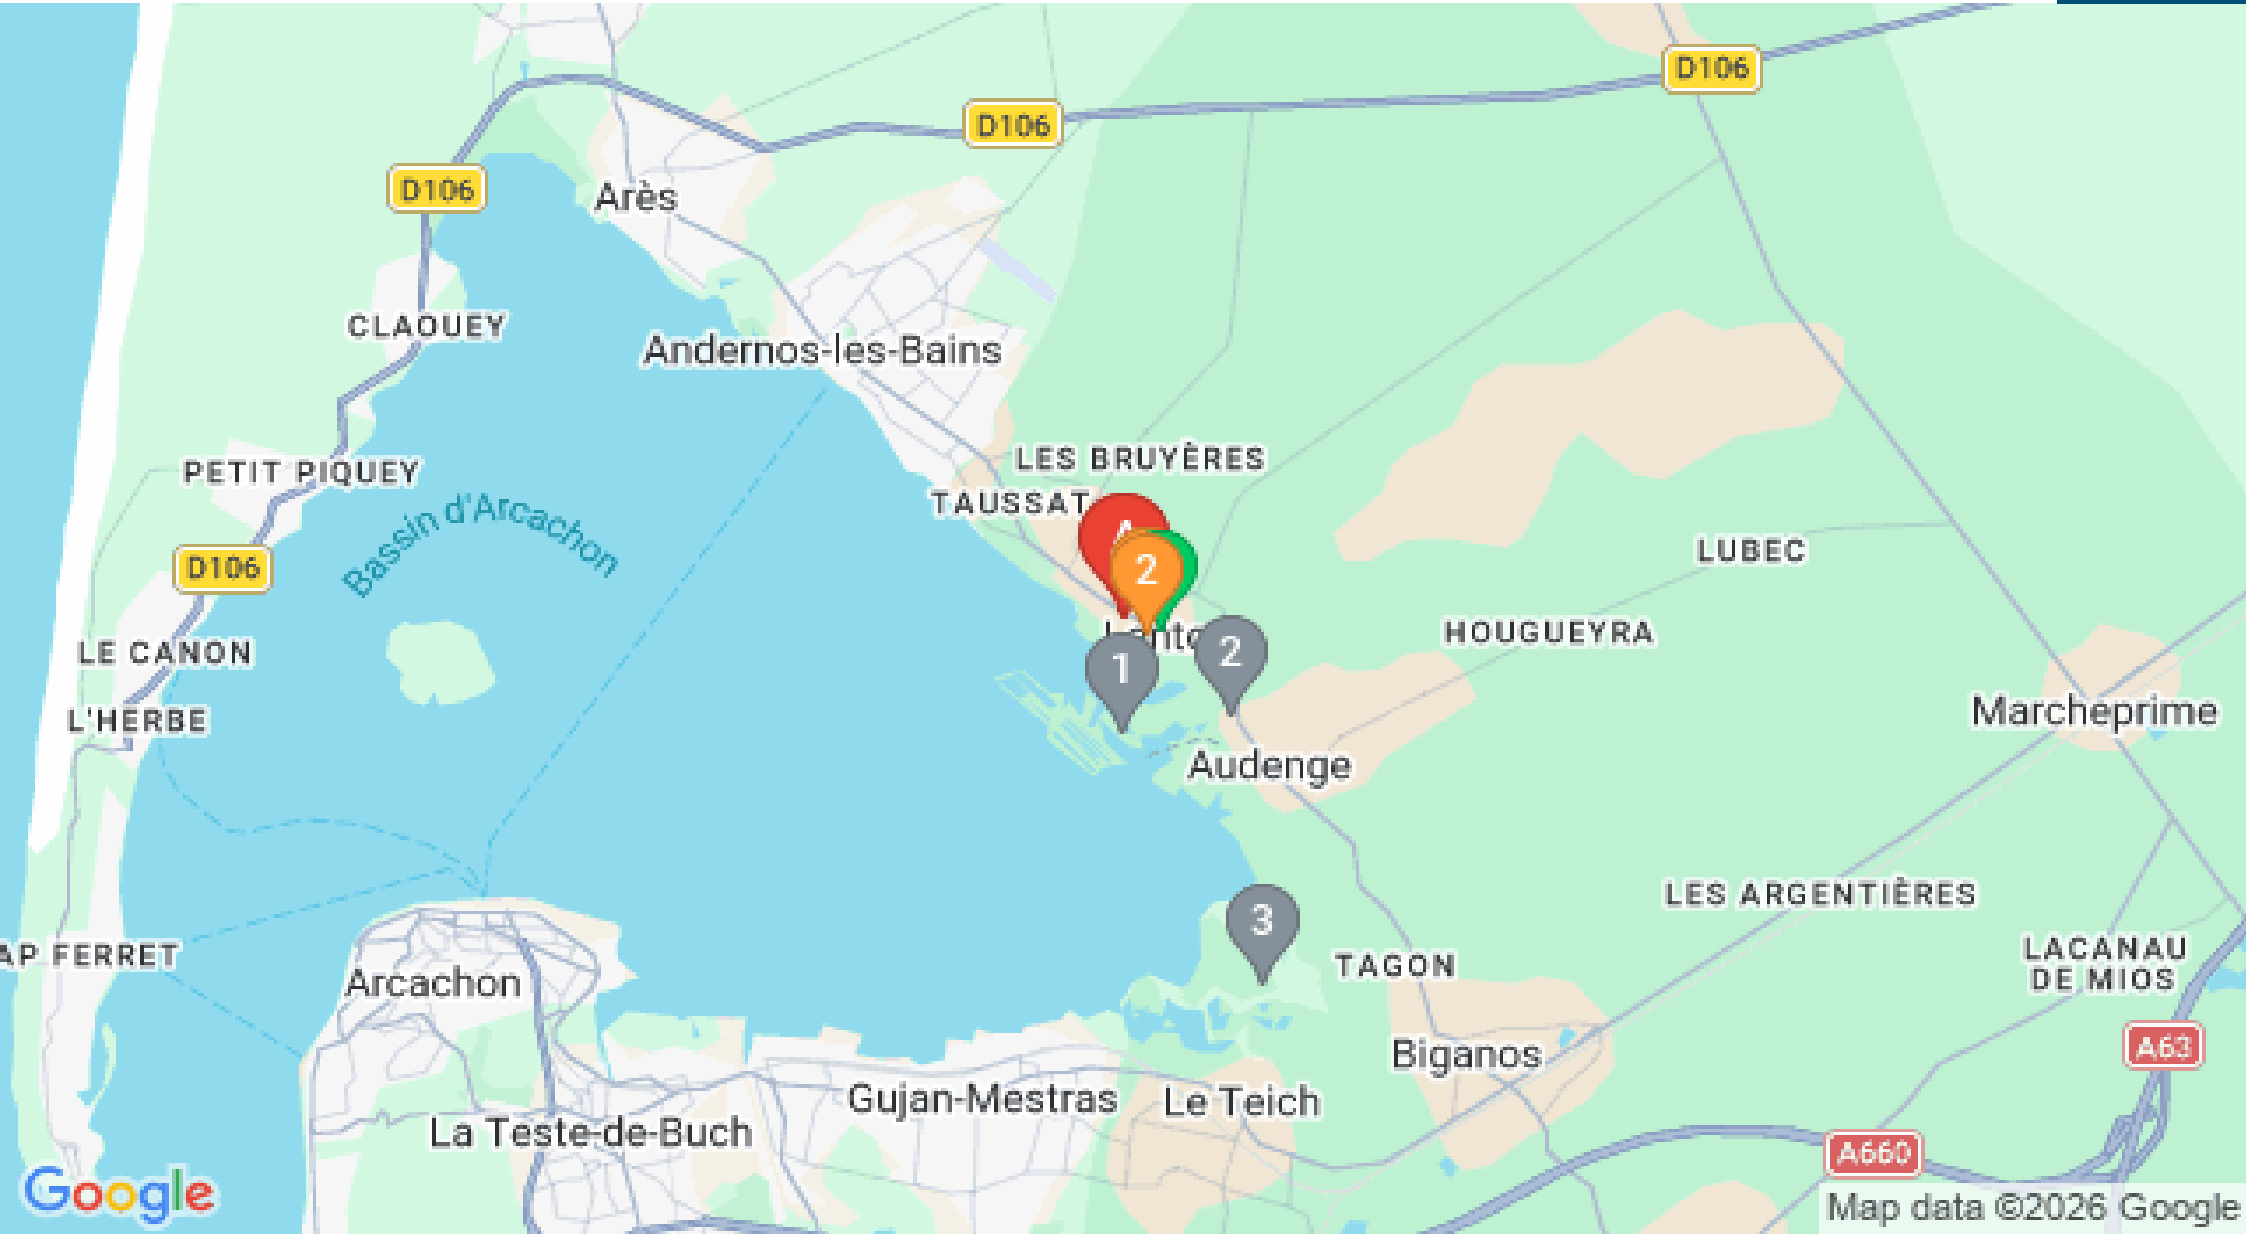 D106
D106
D106
Arès
CLAOUEY
Andernos-les-Bains
PETIT PIQUEY
LES BRUYÈRES
TAUSSAT
Bassin d'Arcachon
D106
A
2
LUBEC
HOUGUEYRA
LE CANON
1
2
L'HERBE
Marcheprime
Audenge
LES ARGENTIÈRES
3
AP FERRET
TAGON
LACANAU
DE MIOS
Arcachon
A63
Biganos
Gujan-Mestras
Le Teich
La Teste-de-Buch
A660
Google
Map data ©2026 Google